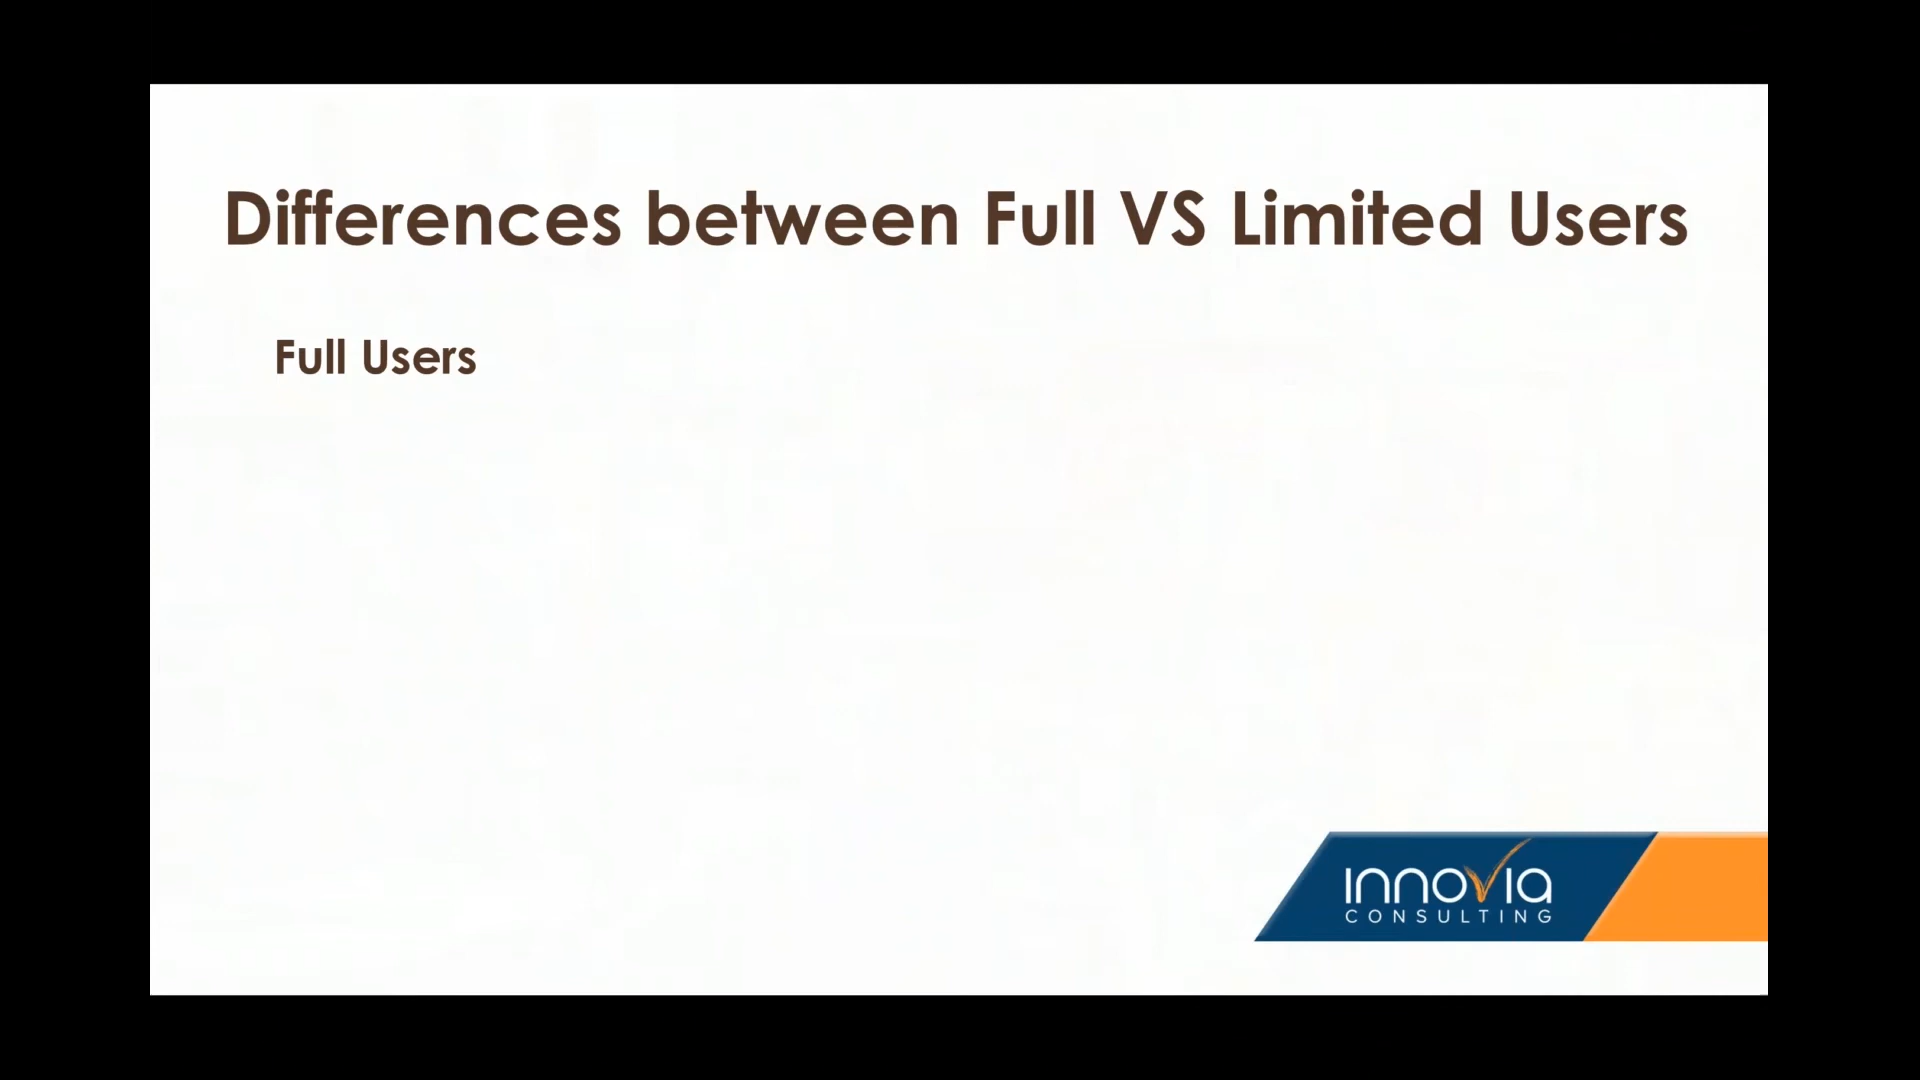 Differences between Full VS Limited Users
Full Users
innovia
CONSULTING